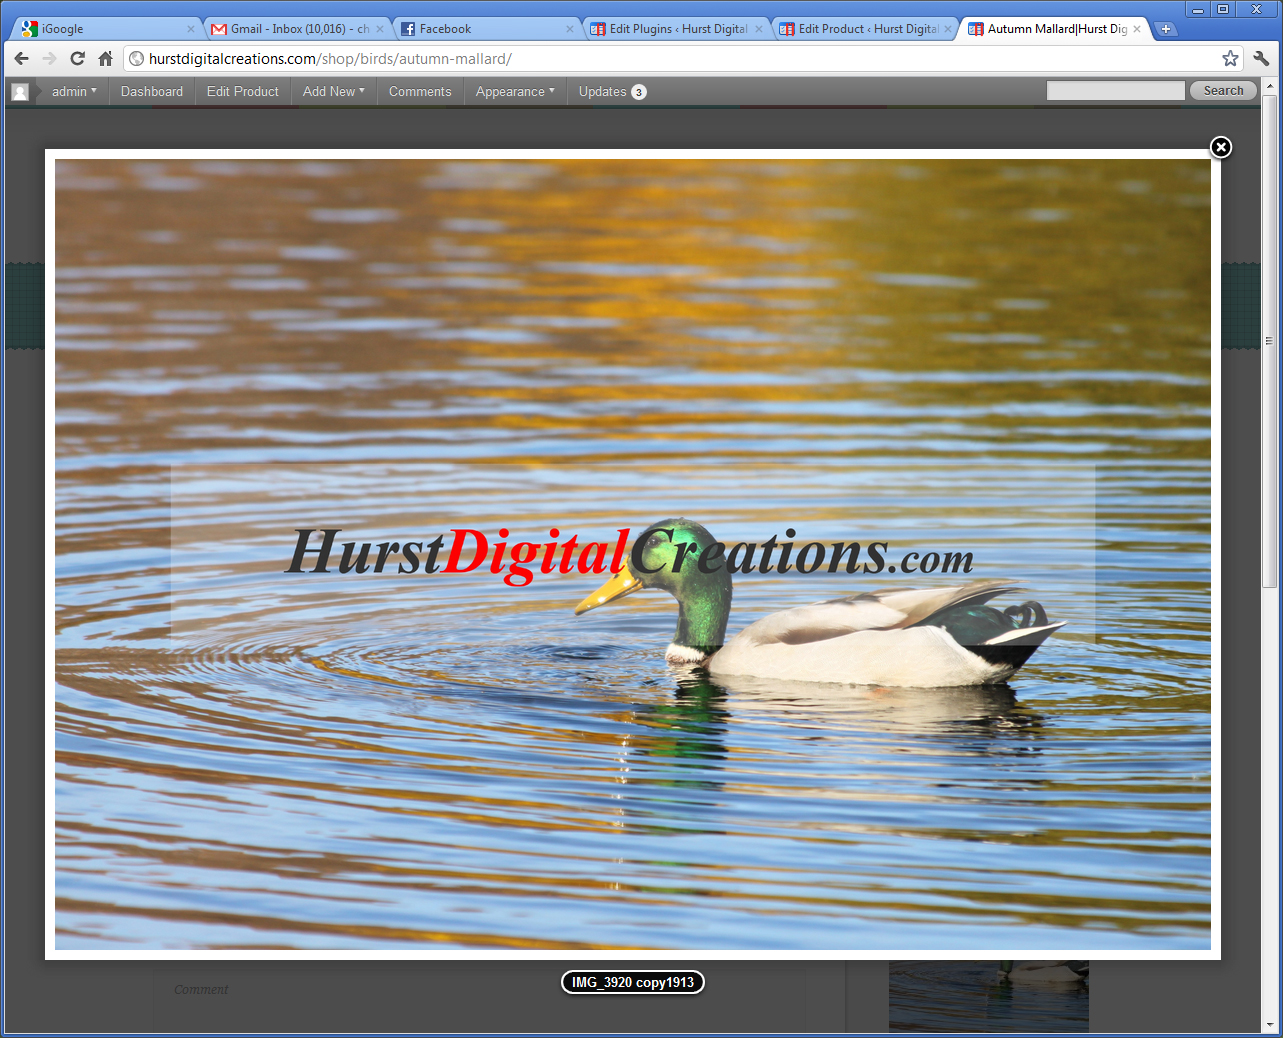 iGoogle
Gmail - Inbox (10,016) - ch
Facebook
Edit Plugins ‹ Hurst Digital
Edit Product ‹ Hurst Digital
Autumn Mallard|Hurst Dig
hurstdigitalcreations.com/shop/birds/autumn-mallard/
admin
Dashboard
Edit Product
Add New
Comments
Appearance
Updates 3
Search
HurstDigitalCreations.com
IMG_3920 copy1913
Comment